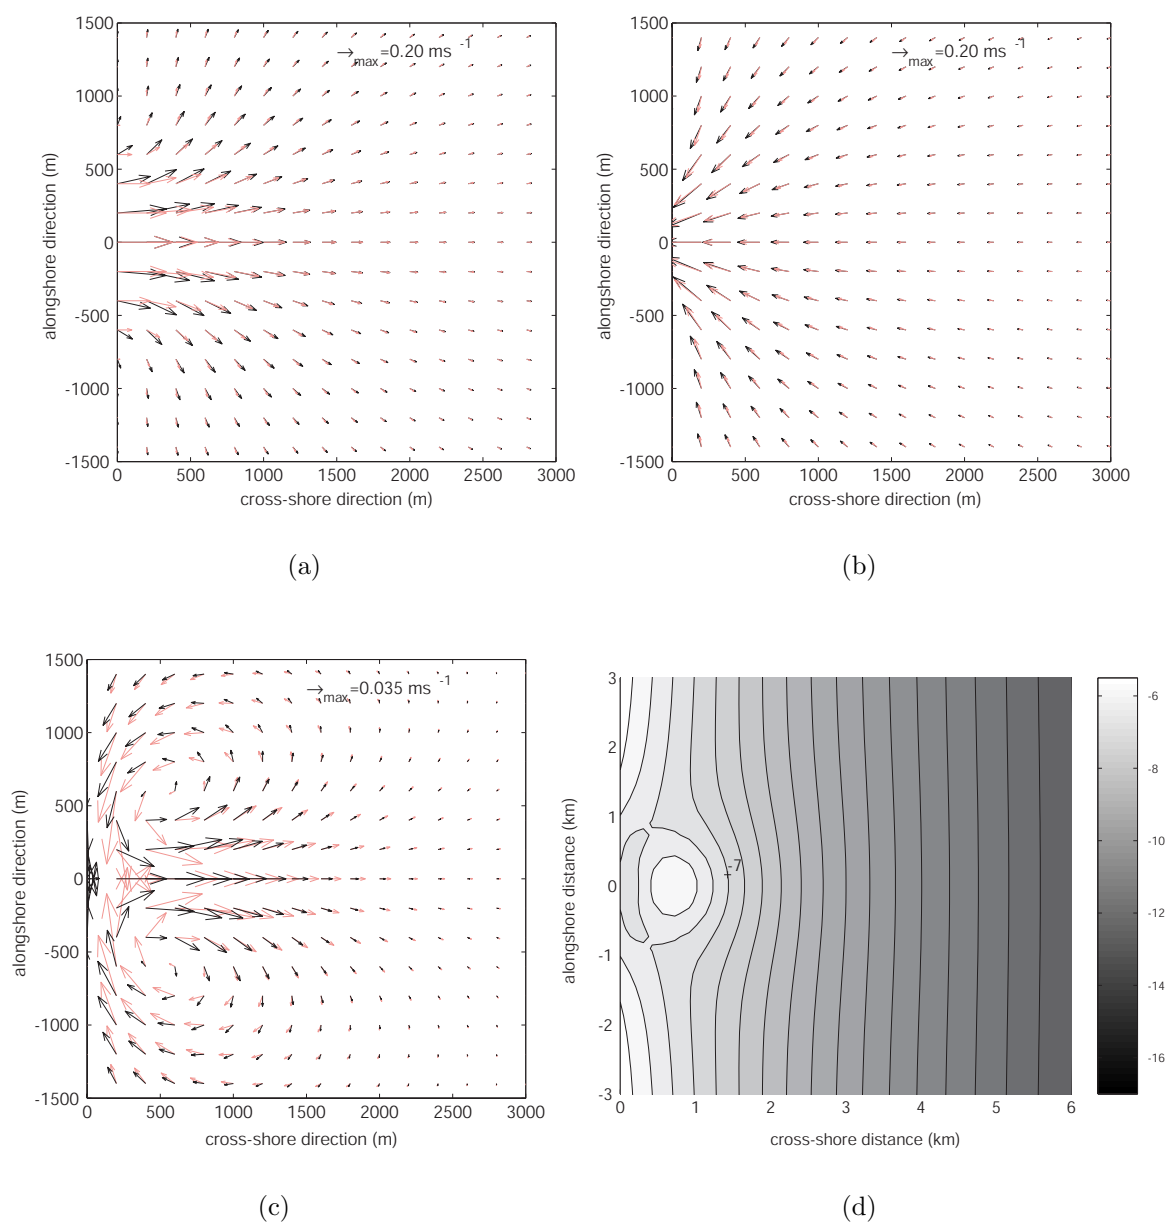 1500
1000
500
0
-500
-1000
-1500
0 500 1000 1500 2000 2500 3000
alongshore direction (m)
cross-shore direction (m)
→max=0.20 ms -1
(a)
1500
1000
500
0
-500
-1000
-1500
0 500 1000 1500 2000 2500 3000
alongshore direction (m)
cross-shore direction (m)
→max=0.20 ms -1
(b)
1500
1000
500
0
-500
-1000
-1500
0 500 1000 1500 2000 2500 3000
alongshore direction (m)
cross-shore direction (m)
→max=0.035 ms -1
(c)
3
2
1
0
-1
-2
-3
0 1 2 3 4 5 6
alongshore distance (km)
cross-shore distance (km)
-7
-6
-8
-10
-12
-14
-16
(d)